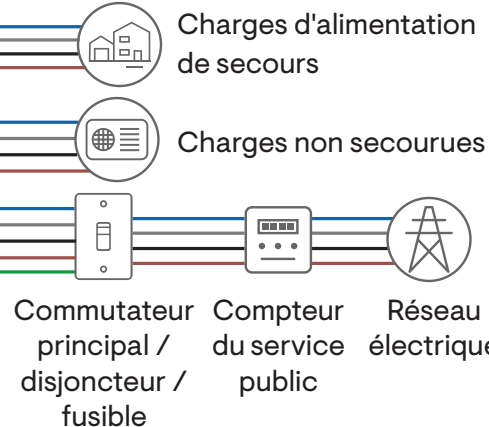 Charges d'alimentation
de secours
Charges non secourues
Commutateur
principal /
disjoncteur /
fusible
Compteur
du service
public
Réseau
électrique